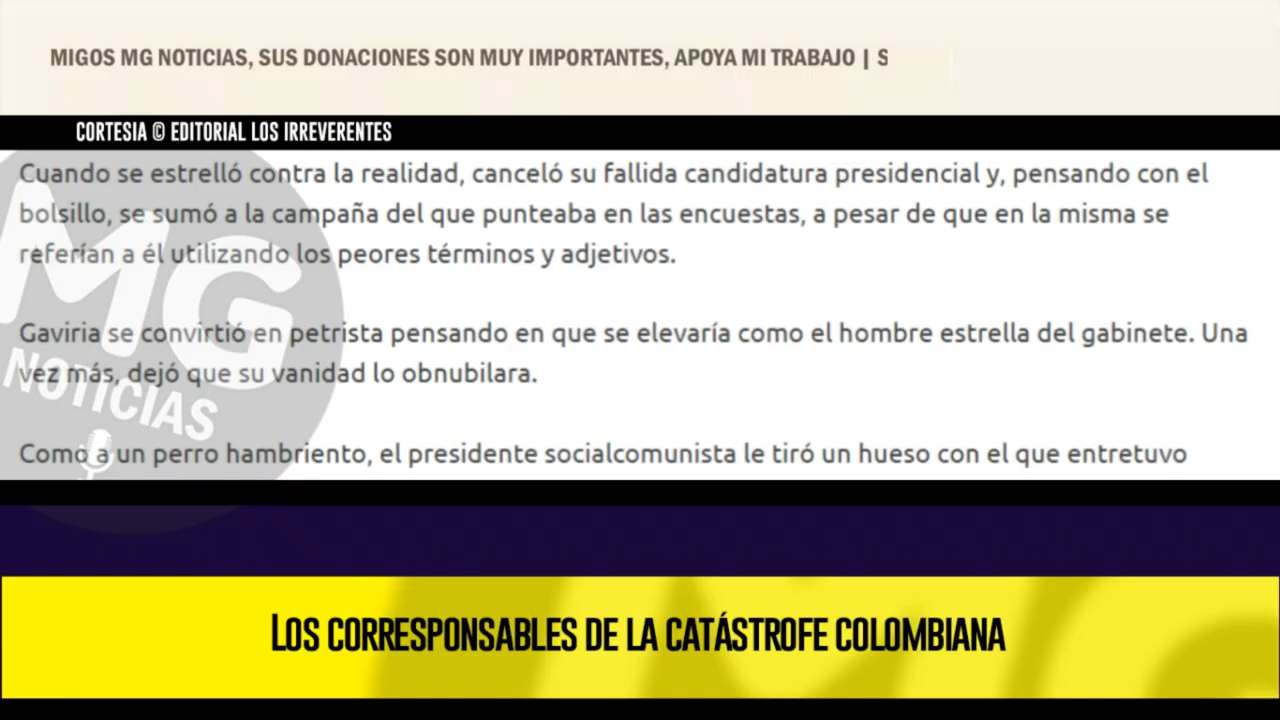 MIGOS MG NOTICIAS, SUS DONACIONES SON MUY IMPORTANTES, APOYA MI TRABAJO | S
CORTESIA © EDITORIAL LOS IRREVERENTES
Cuando se estrelló contra la realidad, canceló su fallida candidatura presidencial y, pensando con el
bolsillo, se sumó a la campaña del que punteaba en las encuestas, a pesar de que en la misma se
referían a él utilizando los peores términos y adjetivos.
Gaviria se convirtió en petrista pensando en que se elevaría como el hombre estrella del gabinete. Una
vez más, dejó que su vanidad lo obnubilara.
Como a un perro hambriento, el presidente socialcomunista le tiró un hueso con el que entretuvo
MG
NOTICIAS
LOS CORRESPONSABLES DE LA CATÁSTROFE COLOMBIANA